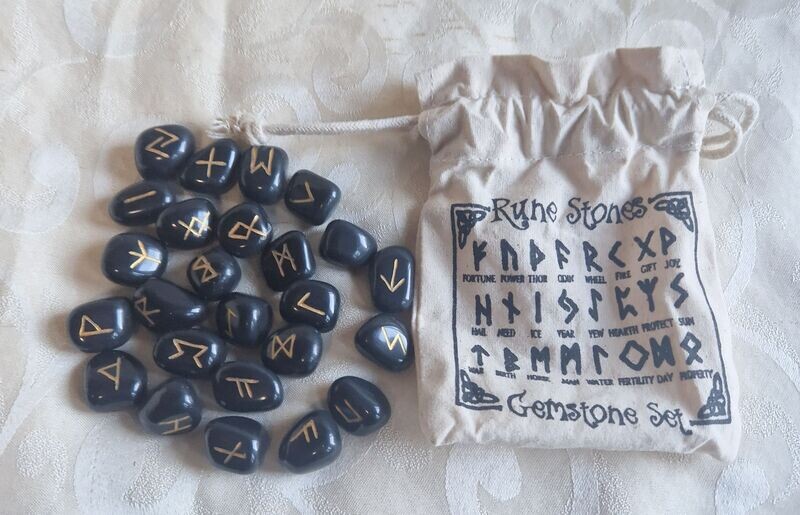 Rune Stones
ᚠ ᚢ ᚦ ᚨ ᚱ ᚲ ᚷ ᚹ
FORTUNE POWER THOR ODIN WHEEL FIRE GIFT JOY
ᚺ ᚾ ᛁ ᛃ ᛇ ᛈ ᛉ ᛊ
HAIL NEED ICE YEAR YEW HEARTH PROTECT SUN
ᛏ ᛒ ᛖ ᛗ ᛚ ᛜ ᛞ ᛟ
WAR BIRTH HORSE MAN WATER FERTILITY DAY PROPERTY
Gemstone Set